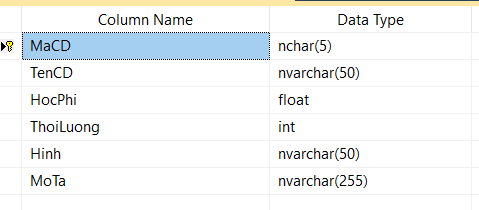 Column Name Data Type
MaCD nchar(5)
TenCD nvarchar(50)
HocPhi float
ThoiLuong int
Hinh nvarchar(50)
MoTa nvarchar(255)